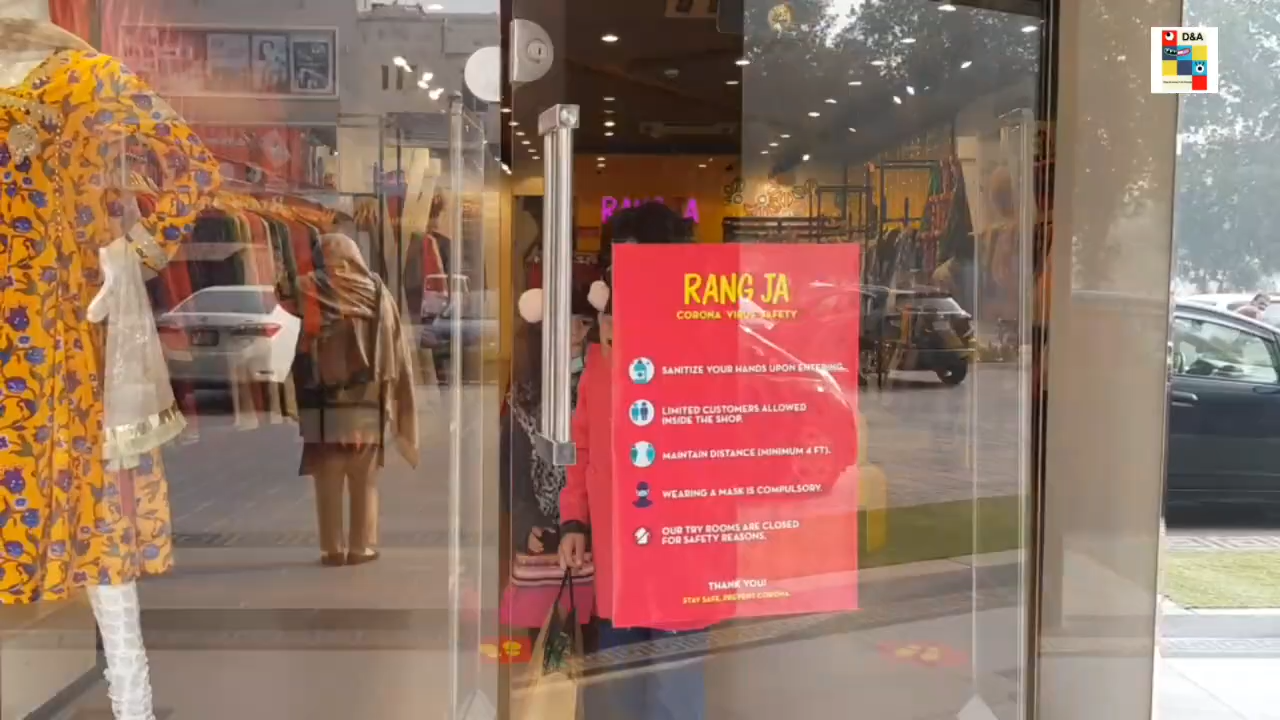 D&A
RANG JA
RANG JA
CORONA VIRUS SAFETY
SANITIZE YOUR HANDS UPON ENTERING.
LIMITED CUSTOMERS ALLOWED
INSIDE THE SHOP.
MAINTAIN DISTANCE (MINIMUM 4 FT).
WEARING A MASK IS COMPULSORY.
OUR TRY ROOMS ARE CLOSED
FOR SAFETY REASONS.
THANK YOU!
STAY SAFE, PREVENT CORONA.